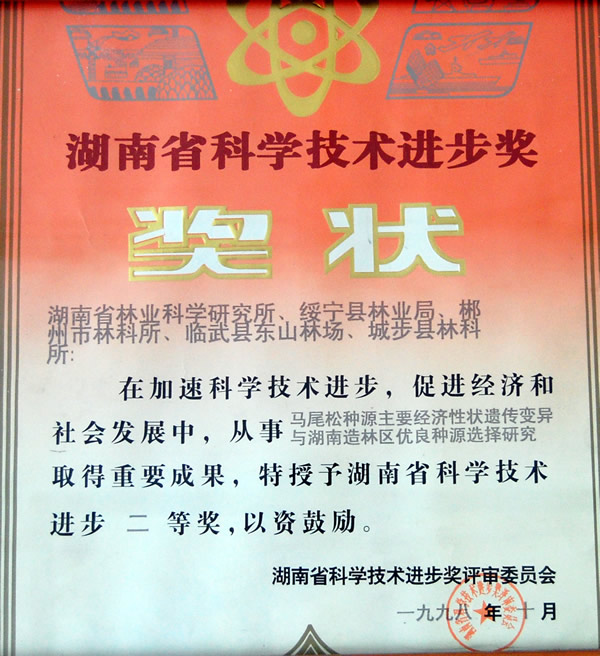 湖南省科学技术进步奖
奖状
湖南省林业科学研究所、绥宁县林业局、郴
州市林科所、临武县东山林场、城步县林科
所:
在加速科学技术进步，促进经济和
社会发展中，从事 马尾松种源主要经济性状遗传变异
与湖南造林区优良种源选择研究
取得重要成果，特授予湖南省科学技术
进步 二 等奖,以资鼓励。
湖南省科学技术进步奖评审委员会
一九九八年十月